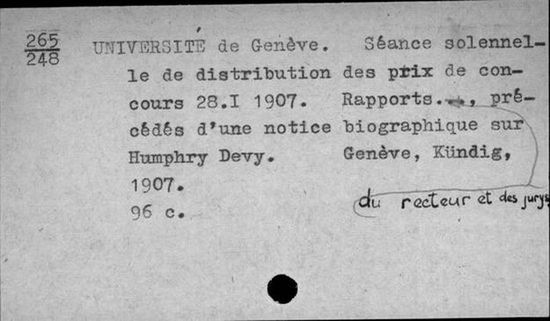 265
248
UNIVERSITÉ de Genève. Séance solennel-
le de distribution des prix de con-
cours 28.I 1907. Rapports..., pré-
cédés d'une notice biographique sur
Humphry Devy. Genève, Kündig,
1907.
96 c.
du recteur et des jurys